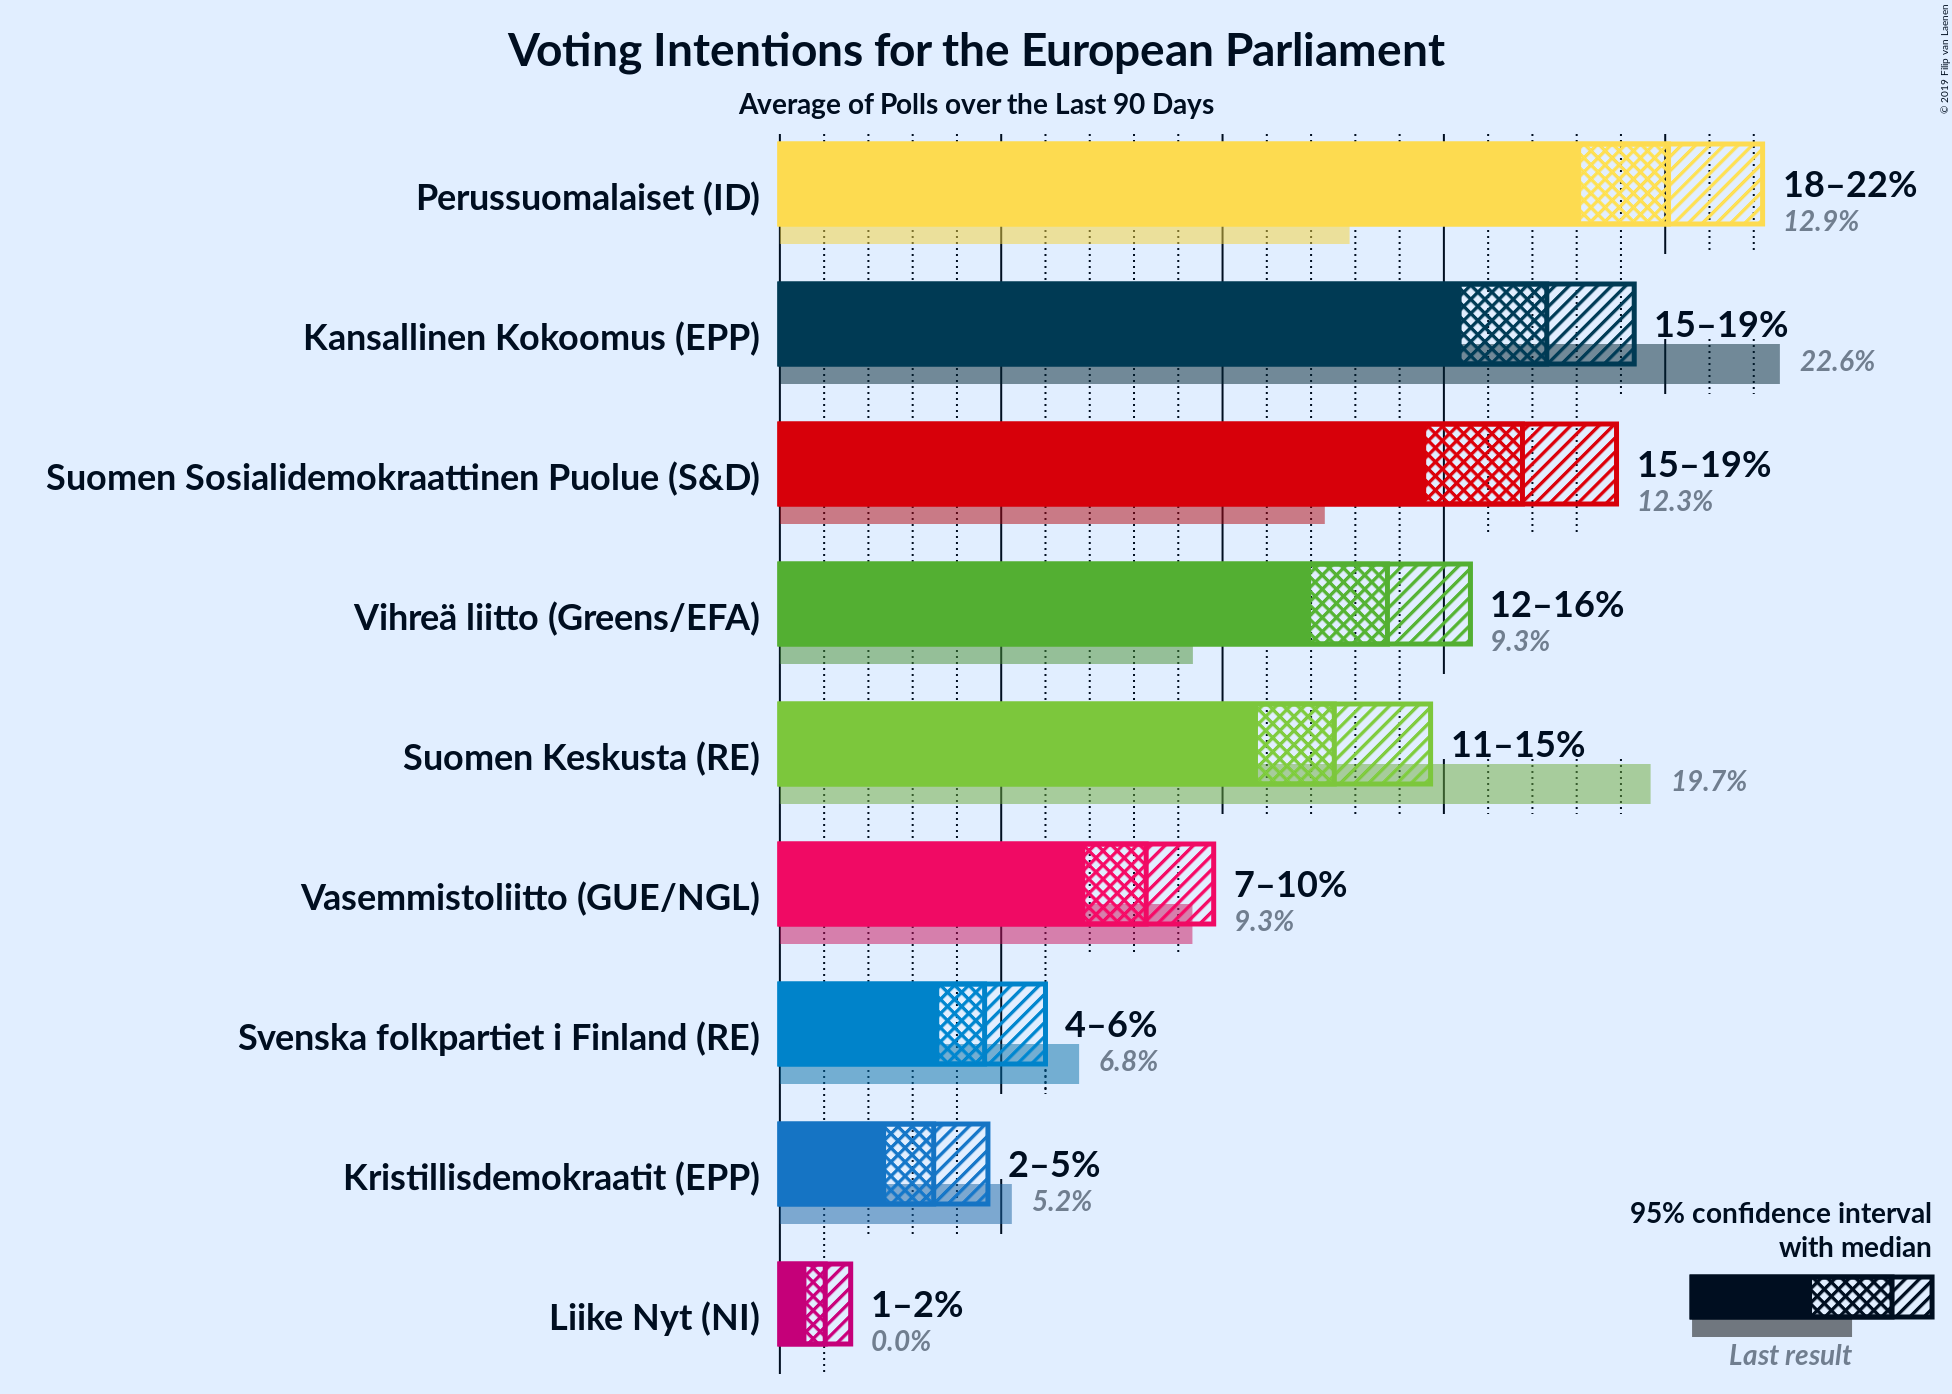 Voting Intentions for the European Parliament
Average of Polls over the Last 90 Days
© 2019 Filip van Laenen
Perussuomalaiset (ID)
18–22%
12.9%
Kansallinen Kokoomus (EPP)
15–19%
22.6%
Suomen Sosialidemokraattinen Puolue (S&D)
15–19%
12.3%
Vihreä liitto (Greens/EFA)
12–16%
9.3%
Suomen Keskusta (RE)
11–15%
19.7%
Vasemmistoliitto (GUE/NGL)
7–10%
9.3%
Svenska folkpartiet i Finland (RE)
4–6%
6.8%
Kristillisdemokraatit (EPP)
2–5%
5.2%
Liike Nyt (NI)
1–2%
0.0%
95% confidence interval
with median
Last result